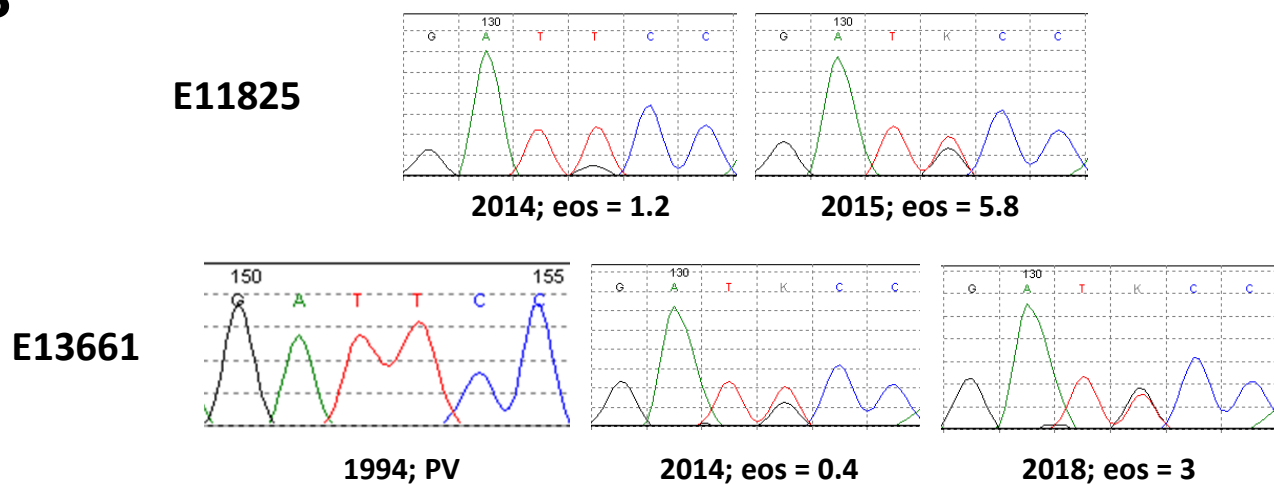 130 130
G A T T C C G A T K C C
E11825
2014; eos = 1.2 2015; eos = 5.8
150 155 130 130
G A T T C C G A T K C C G A T K C C
E13661
1994; PV 2014; eos = 0.4 2018; eos = 3